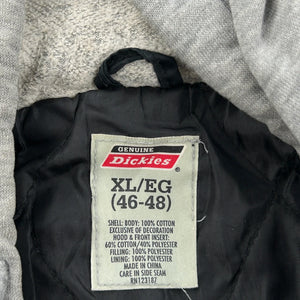 GENUINE
Dickies
XL/EG
(46-48)
SHELL: BODY: 100% COTTON
EXCLUSIVE OF DECORATION
HOOD & FRONT INSERT:
60% COTTON/40% POLYESTER
FILLING: 100% POLYESTER
LINING: 100% POLYESTER
MADE IN CHINA
CARE IN SIDE SEAM
RN123187